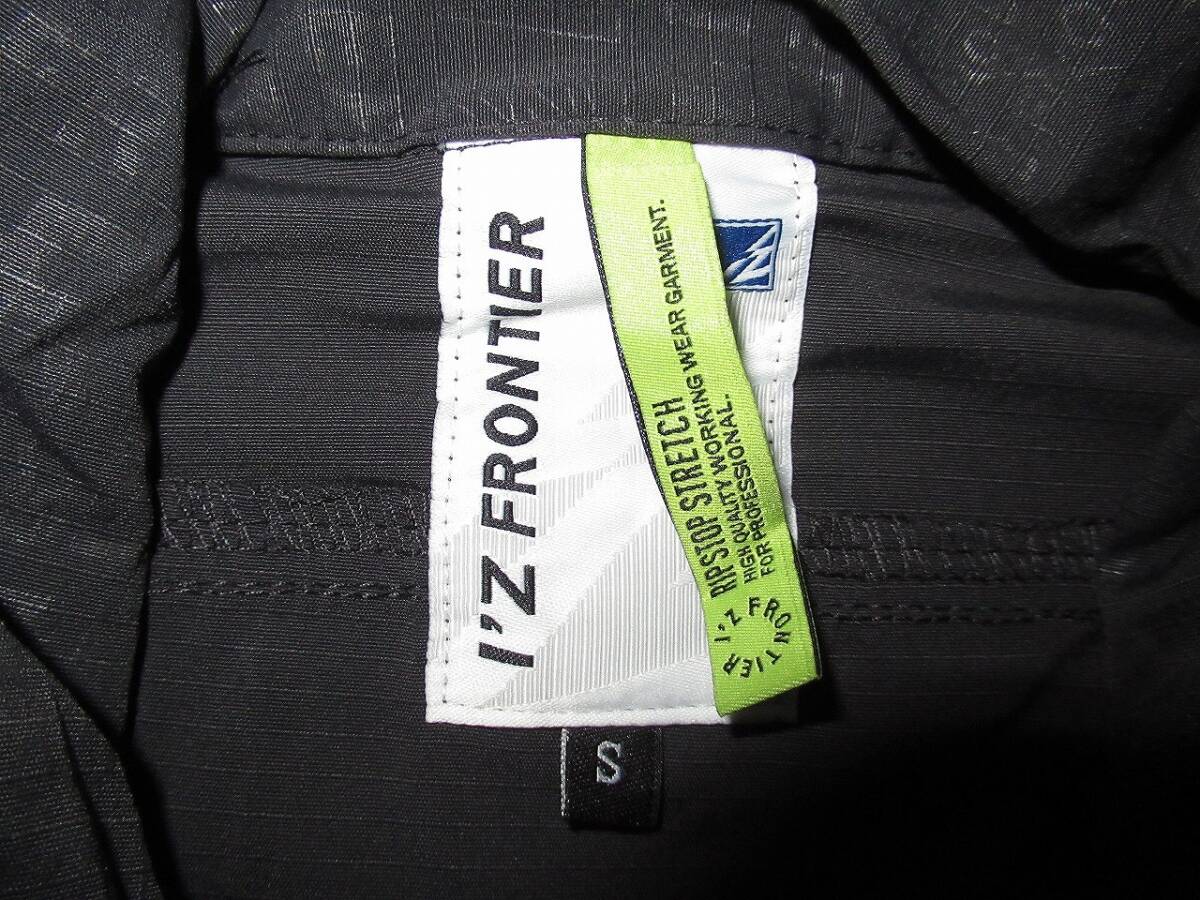 I'Z FRONTIER
RIPSTOP STRETCH
HIGH QUALITY WORKING WEAR GARMENT.
FOR PROFESSIONAL.
I'Z FRONTIER
S